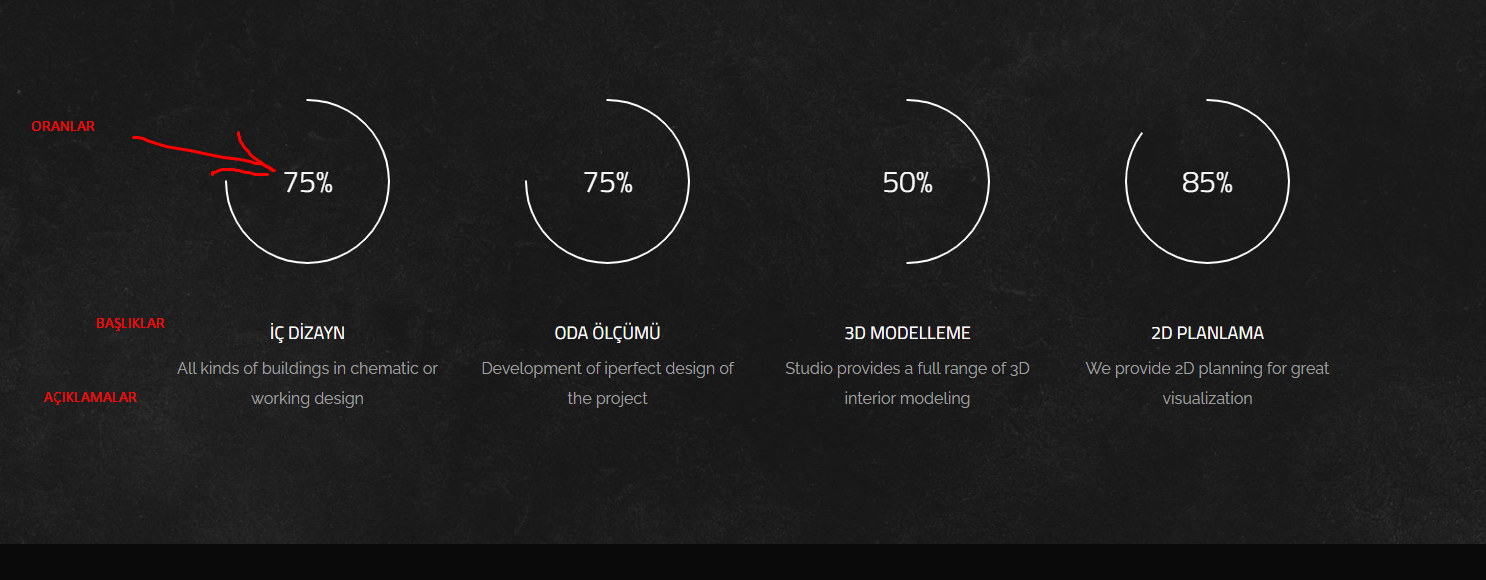 ORANLAR
75%
75%
50%
85%
BAŞLIKLAR
İÇ DİZAYN
ODA ÖLÇÜMÜ
3D MODELLEME
2D PLANLAMA
AÇIKLAMALAR
All kinds of buildings in chematic or
working design
Development of iperfect design of
the project
Studio provides a full range of 3D
interior modeling
We provide 2D planning for great
visualization